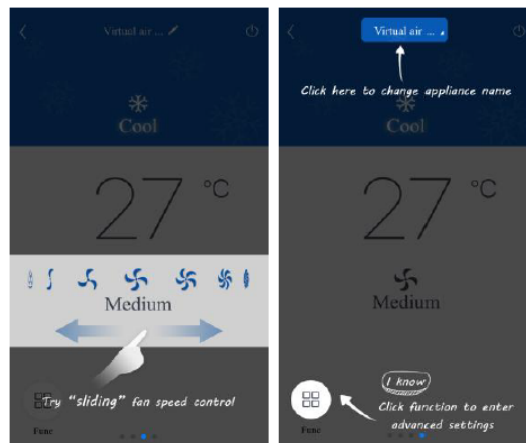 Virtual air ...
Cool
27 °C
Medium
Try "sliding" fan speed control
Func
Virtual air ...
Click here to change appliance name
Cool
27 °C
Medium
I know
Click function to enter
advanced settings
Func